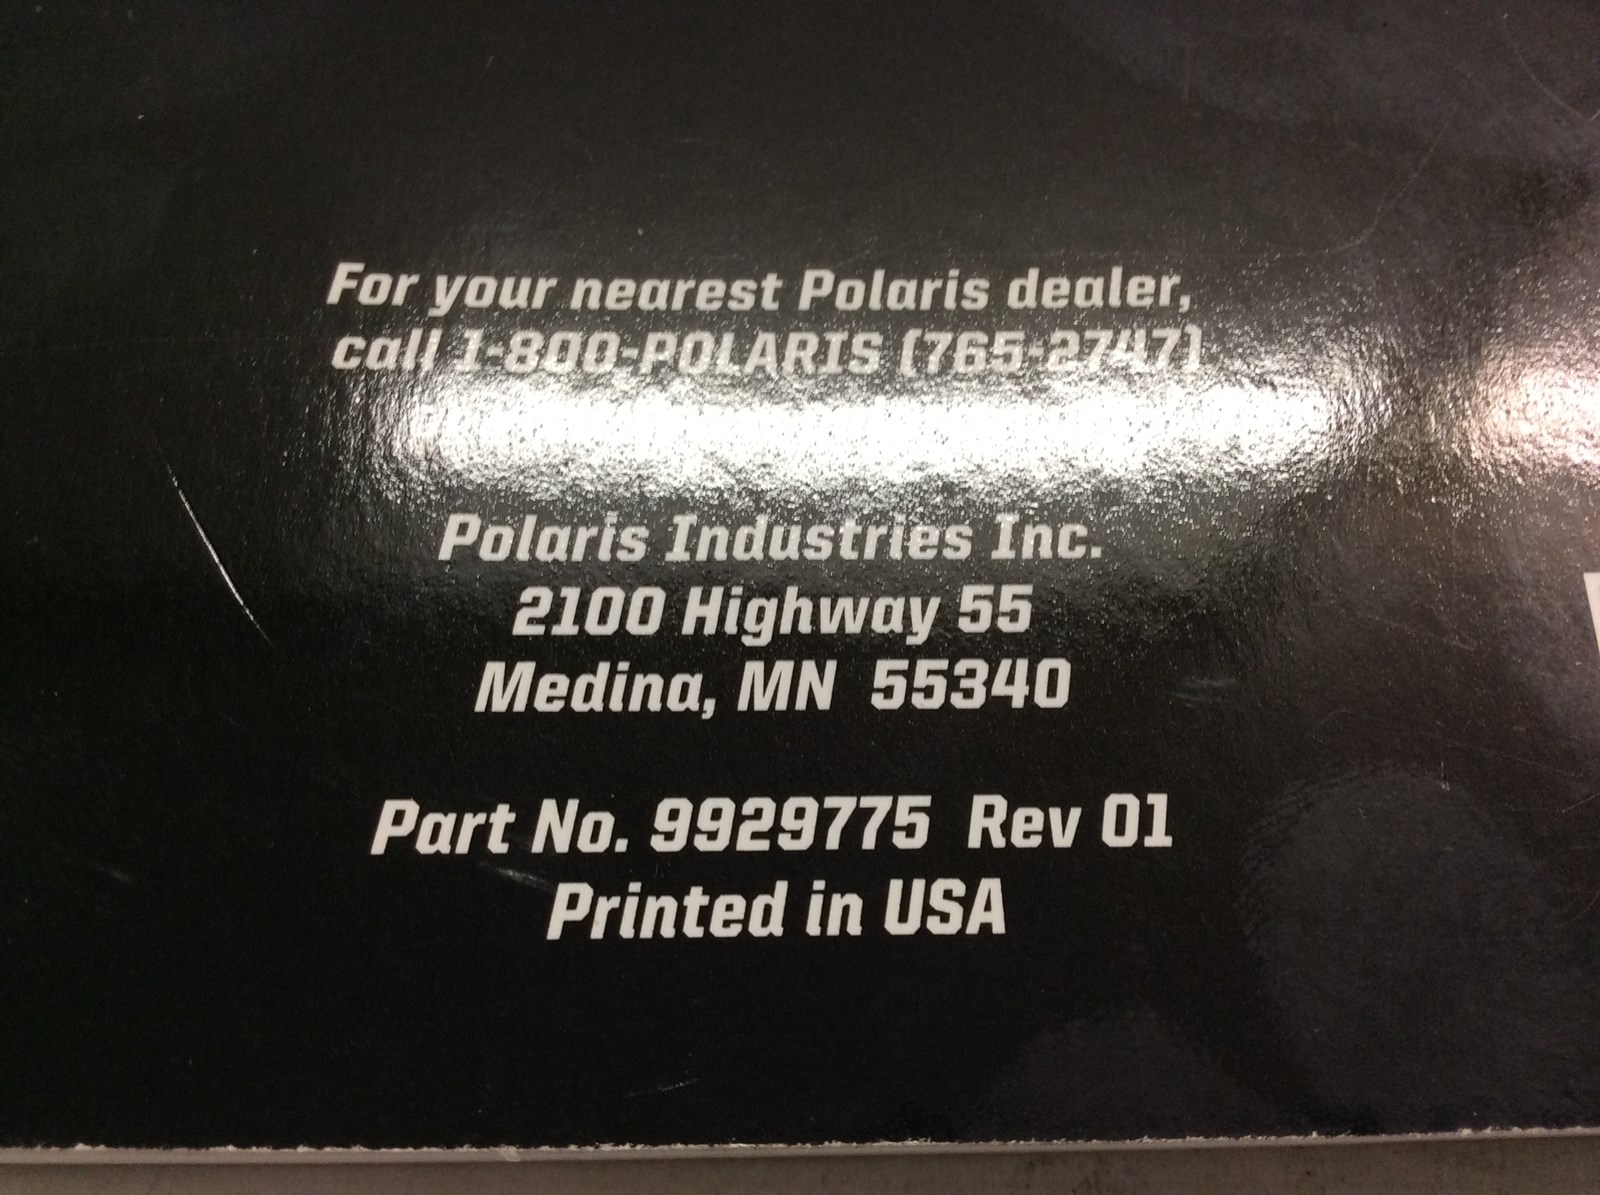 For your nearest Polaris dealer,
call 1-800-POLARIS (765-2747)
Polaris Industries Inc.
2100 Highway 55
Medina, MN 55340
Part No. 9929775 Rev 01
Printed in USA